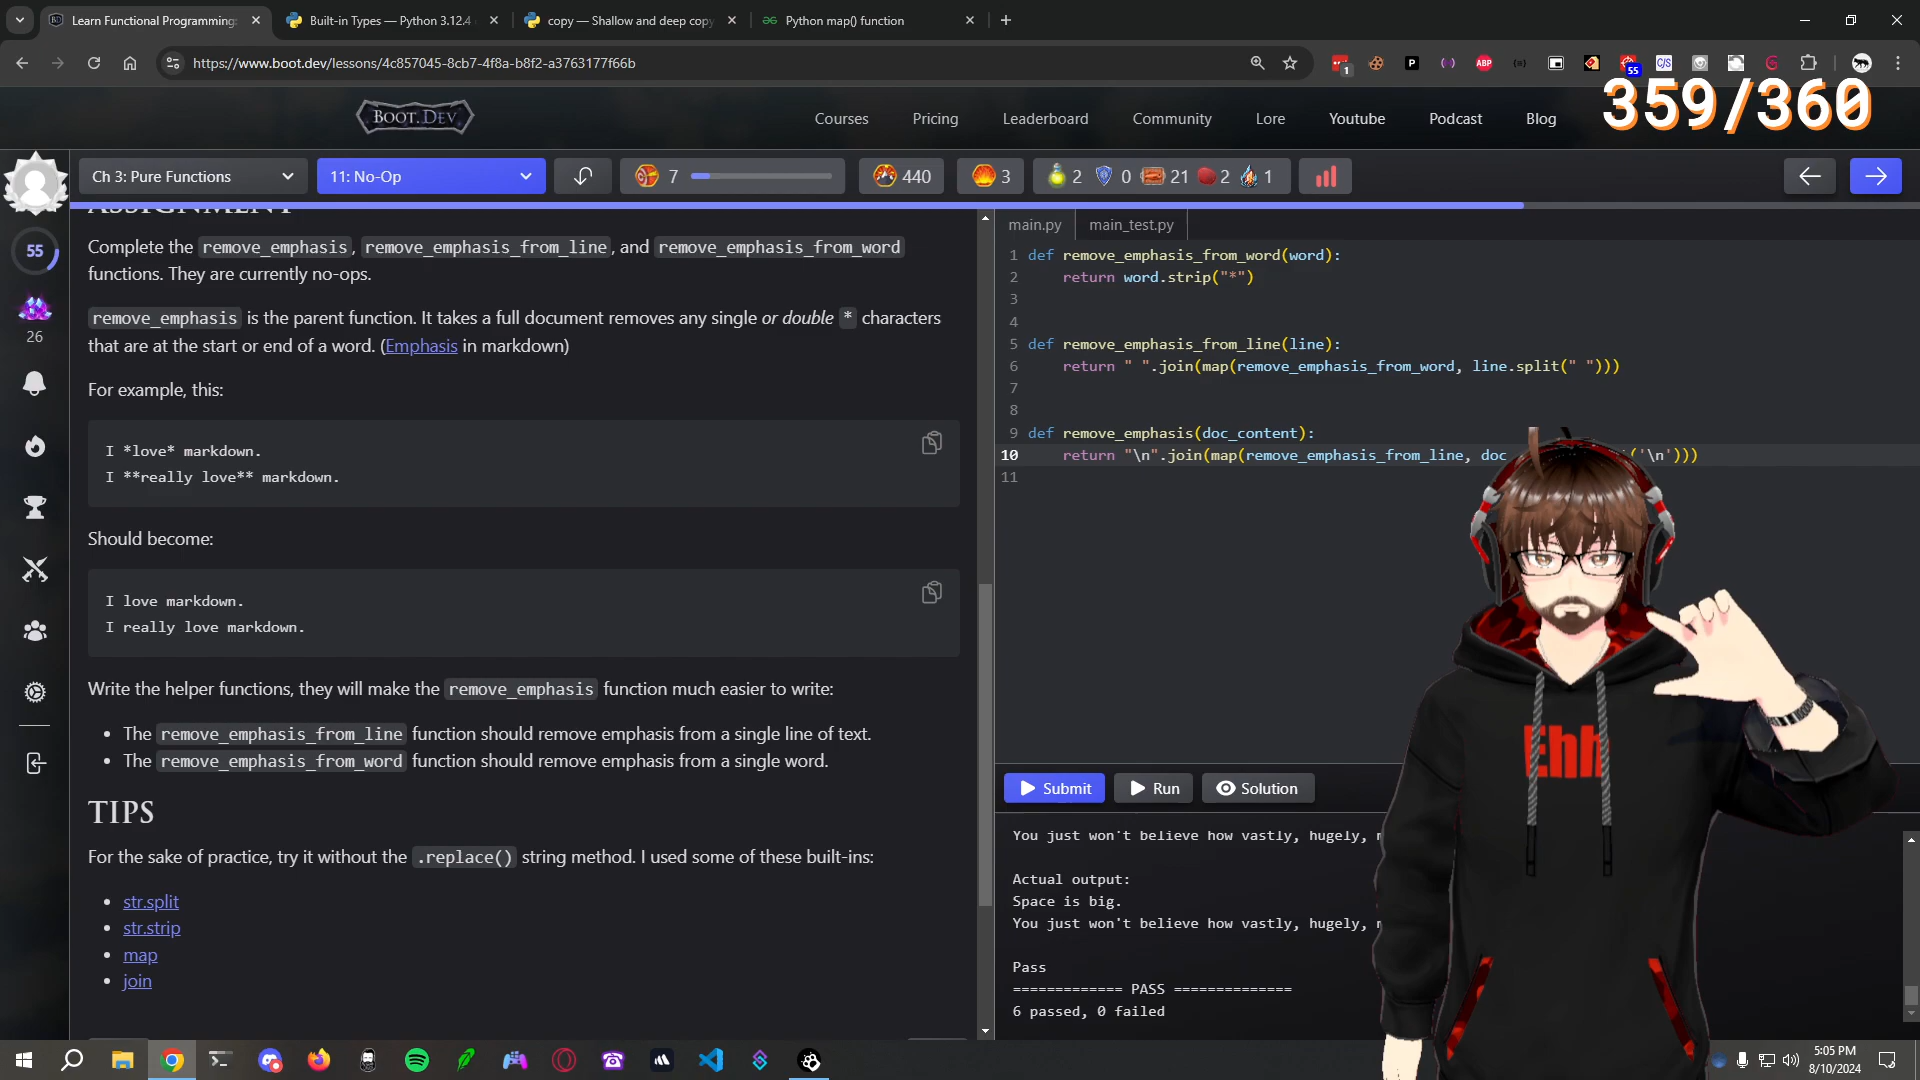 Learn Functional Programming:
Built-in Types — Python 3.12.4
copy — Shallow and deep copy
Python map() function
https://www.boot.dev/lessons/4c857045-8cb7-4f8a-b8f2-a3763177f66b
1
ABP
55
359/360
BOOT.DEV
Courses
Pricing
Leaderboard
Community
Lore
Youtube
Podcast
Blog
Ch 3: Pure Functions
11: No-Op
7
440
3
2
0
21
2
1
55
26
ASSIGNMENT
Complete the remove_emphasis, remove_emphasis_from_line, and remove_emphasis_from_word
functions. They are currently no-ops.
remove_emphasis is the parent function. It takes a full document removes any single or double * characters
that are at the start or end of a word. (Emphasis in markdown)
For example, this:
I *love* markdown.
I **really love** markdown.
Should become:
I love markdown.
I really love markdown.
Write the helper functions, they will make the remove_emphasis function much easier to write:
• The remove_emphasis_from_line function should remove emphasis from a single line of text.
• The remove_emphasis_from_word function should remove emphasis from a single word.
TIPS
For the sake of practice, try it without the .replace() string method. I used some of these built-ins:
• str.split
• str.strip
• map
• join
main.py
main_test.py
1 def remove_emphasis_from_word(word):
2 return word.strip("*")
3
4
5 def remove_emphasis_from_line(line):
6 return " ".join(map(remove_emphasis_from_word, line.split(" ")))
7
8
9 def remove_emphasis(doc_content):
10 return "\n".join(map(remove_emphasis_from_line, doc ('\n')))
11
Submit
Run
Solution
You just won't believe how vastly, hugely,
Actual output:
Space is big.
You just won't believe how vastly, hugely,
Pass
============= PASS ==============
6 passed, 0 failed
Ehh
5:05 PM
8/10/2024